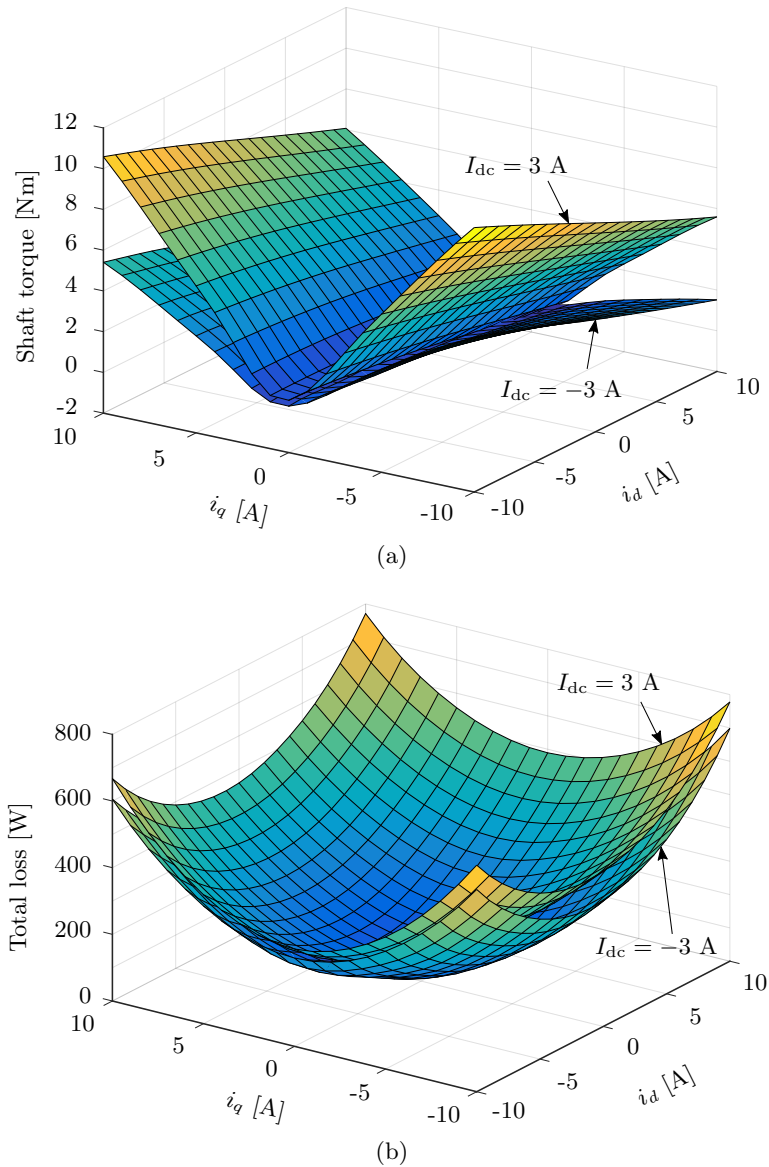 12
10
8
6
4
2
0
-2
Shaft torque [Nm]
I_dc = 3 A
I_dc = −3 A
10
5
0
-5
-10
i_q [A]
-10
-5
0
5
10
i_d [A]
(a)
800
600
400
200
0
Total loss [W]
I_dc = 3 A
I_dc = −3 A
10
5
0
-5
-10
i_q [A]
-10
-5
0
5
10
i_d [A]
(b)